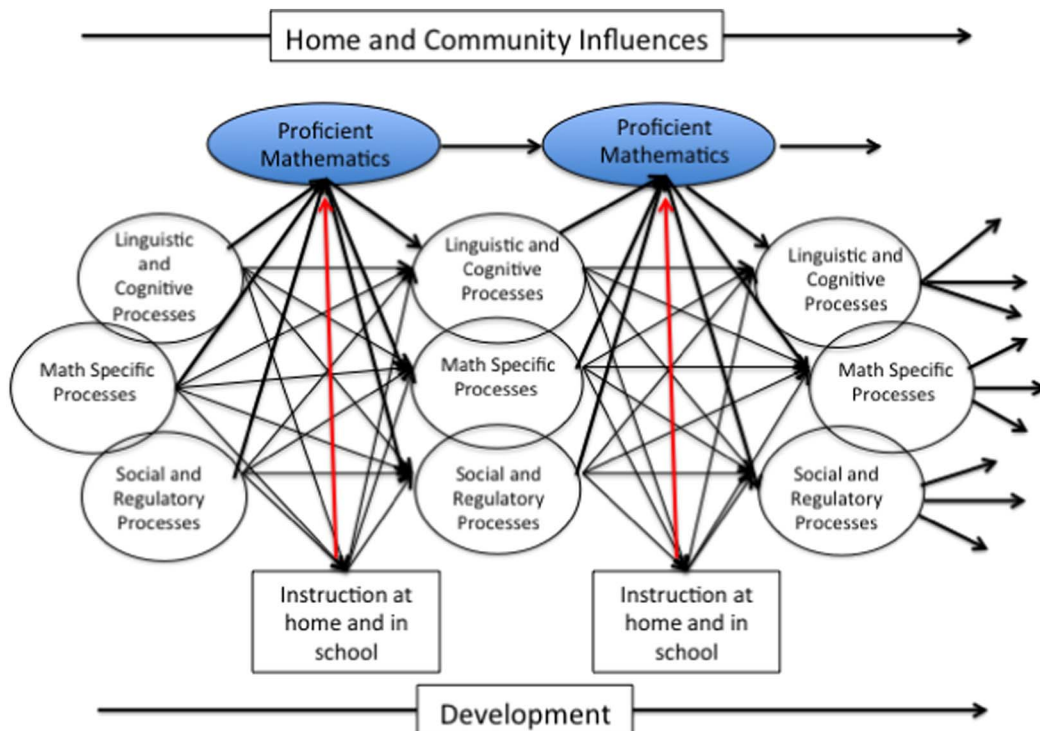 Home and Community Influences
Proficient
Mathematics
Proficient
Mathematics
Linguistic
and
Cognitive
Processes
Linguistic and
Cognitive
Processes
Linguistic and
Cognitive
Processes
Math Specific
Processes
Math Specific
Processes
Math Specific
Processes
Social and
Regulatory
Processes
Social and
Regulatory
Processes
Social and
Regulatory
Processes
Instruction at
home and in
school
Instruction at
home and in
school
Development